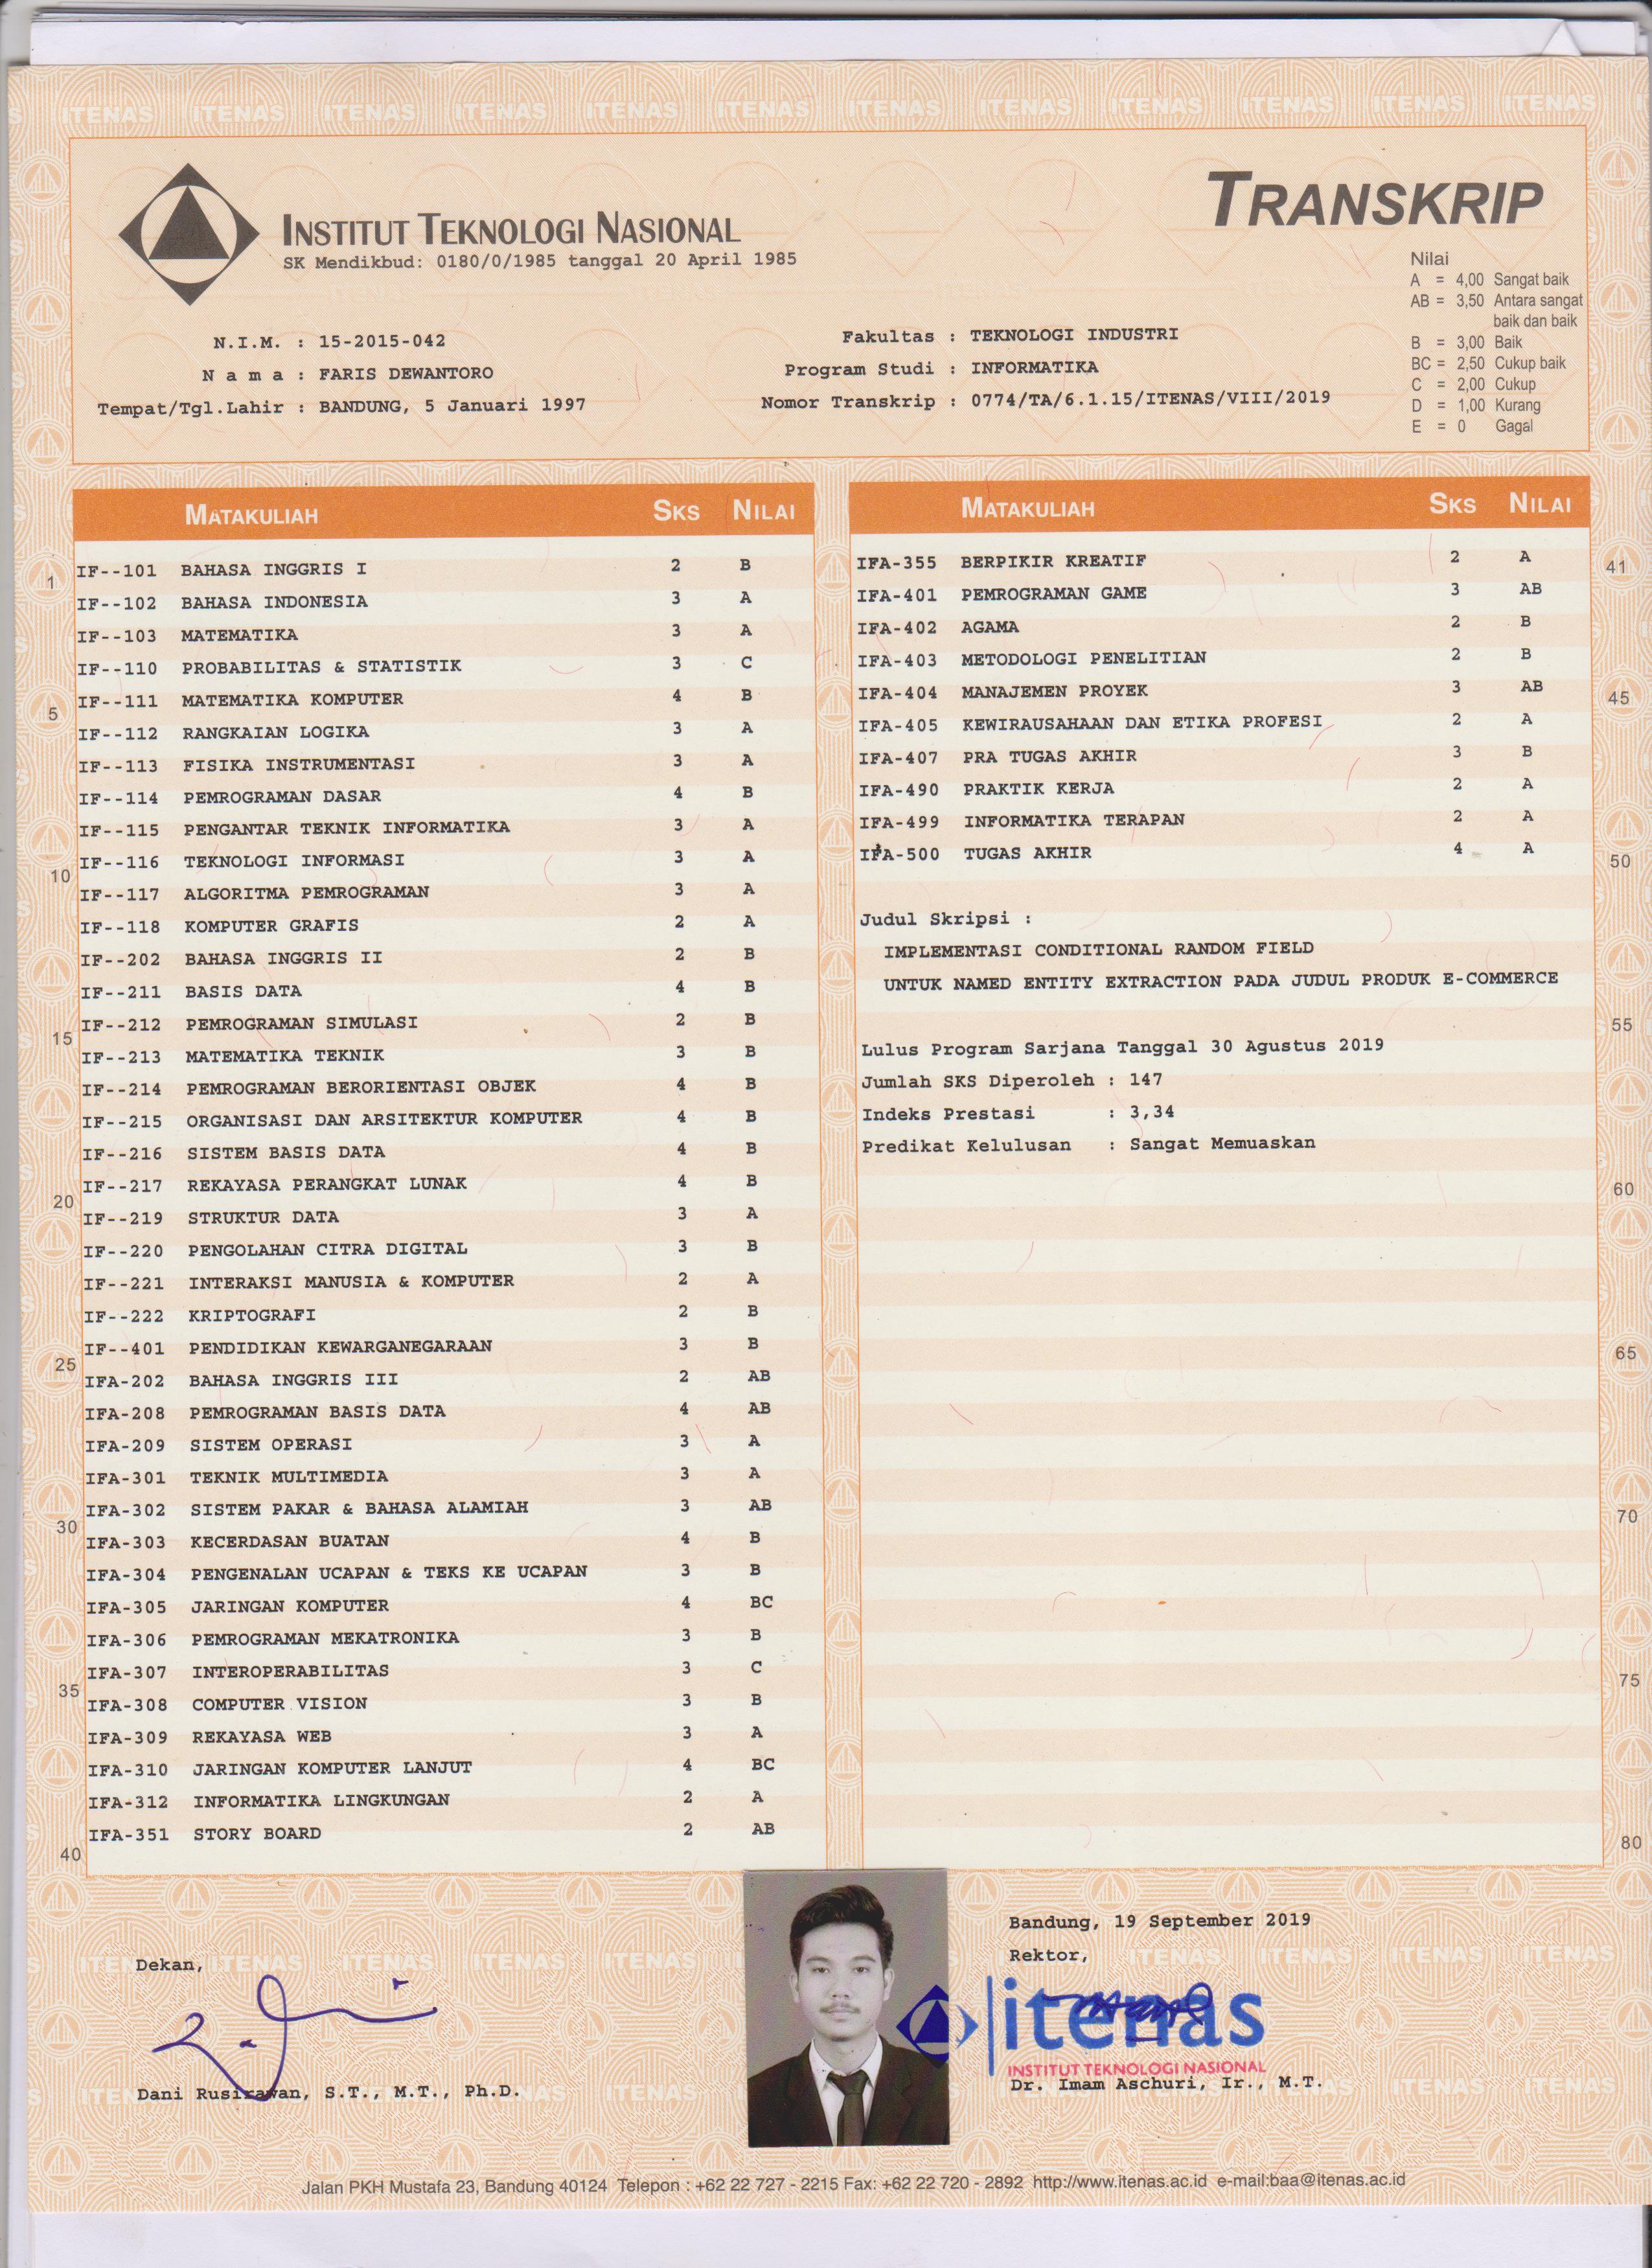 TRANSKRIP
INSTITUT TEKNOLOGI NASIONAL
SK Mendikbud: 0180/0/1985 tanggal 20 April 1985
Nilai
A = 4,00 Sangat baik
AB = 3,50 Antara sangat
baik dan baik
B = 3,00 Baik
BC = 2,50 Cukup baik
C = 2,00 Cukup
D = 1,00 Kurang
E = 0 Gagal
N.I.M. : 15-2015-042
N a m a : FARIS DEWANTORO
Tempat/Tgl.Lahir : BANDUNG, 5 Januari 1997
Fakultas : TEKNOLOGI INDUSTRI
Program Studi : INFORMATIKA
Nomor Transkrip : 0774/TA/6.1.15/ITENAS/VIII/2019
MATAKULIAH SKS NILAI
1 IF--101 BAHASA INGGRIS I 2 B
IF--102 BAHASA INDONESIA 3 A
IF--103 MATEMATIKA 3 A
IF--110 PROBABILITAS & STATISTIK 3 C
5 IF--111 MATEMATIKA KOMPUTER 4 B
IF--112 RANGKAIAN LOGIKA 3 A
IF--113 FISIKA INSTRUMENTASI 3 A
IF--114 PEMROGRAMAN DASAR 4 B
IF--115 PENGANTAR TEKNIK INFORMATIKA 3 A
10 IF--116 TEKNOLOGI INFORMASI 3 A
IF--117 ALGORITMA PEMROGRAMAN 3 A
IF--118 KOMPUTER GRAFIS 2 A
IF--202 BAHASA INGGRIS II 2 B
IF--211 BASIS DATA 4 B
15 IF--212 PEMROGRAMAN SIMULASI 2 B
IF--213 MATEMATIKA TEKNIK 3 B
IF--214 PEMROGRAMAN BERORIENTASI OBJEK 4 B
IF--215 ORGANISASI DAN ARSITEKTUR KOMPUTER 4 B
IF--216 SISTEM BASIS DATA 4 B
20 IF--217 REKAYASA PERANGKAT LUNAK 4 B
IF--219 STRUKTUR DATA 3 A
IF--220 PENGOLAHAN CITRA DIGITAL 3 B
IF--221 INTERAKSI MANUSIA & KOMPUTER 2 A
IF--222 KRIPTOGRAFI 2 B
25 IF--401 PENDIDIKAN KEWARGANEGARAAN 3 B
IFA-202 BAHASA INGGRIS III 2 AB
IFA-208 PEMROGRAMAN BASIS DATA 4 AB
IFA-209 SISTEM OPERASI 3 A
IFA-301 TEKNIK MULTIMEDIA 3 A
30 IFA-302 SISTEM PAKAR & BAHASA ALAMIAH 3 AB
IFA-303 KECERDASAN BUATAN 4 B
IFA-304 PENGENALAN UCAPAN & TEKS KE UCAPAN 3 B
IFA-305 JARINGAN KOMPUTER 4 BC
IFA-306 PEMROGRAMAN MEKATRONIKA 3 B
35 IFA-307 INTEROPERABILITAS 3 C
IFA-308 COMPUTER VISION 3 B
IFA-309 REKAYASA WEB 3 A
IFA-310 JARINGAN KOMPUTER LANJUT 4 BC
IFA-312 INFORMATIKA LINGKUNGAN 2 A
40 IFA-351 STORY BOARD 2 AB
MATAKULIAH SKS NILAI
IFA-355 BERPIKIR KREATIF 2 A 41
IFA-401 PEMROGRAMAN GAME 3 AB
IFA-402 AGAMA 2 B
IFA-403 METODOLOGI PENELITIAN 2 B
IFA-404 MANAJEMEN PROYEK 3 AB 45
IFA-405 KEWIRAUSAHAAN DAN ETIKA PROFESI 2 A
IFA-407 PRA TUGAS AKHIR 3 B
IFA-490 PRAKTIK KERJA 2 A
IFA-499 INFORMATIKA TERAPAN 2 A
IFA-500 TUGAS AKHIR 4 A 50
Judul Skripsi :
IMPLEMENTASI CONDITIONAL RANDOM FIELD
UNTUK NAMED ENTITY EXTRACTION PADA JUDUL PRODUK E-COMMERCE
55
Lulus Program Sarjana Tanggal 30 Agustus 2019
Jumlah SKS Diperoleh : 147
Indeks Prestasi : 3,34
Predikat Kelulusan : Sangat Memuaskan
60
65
70
75
80
Dekan,
Dani Rusirawan, S.T., M.T., Ph.D.
Bandung, 19 September 2019
Rektor,
itenas
INSTITUT TEKNOLOGI NASIONAL
Dr. Imam Aschuri, Ir., M.T.
Jalan PKH Mustafa 23, Bandung 40124 Telepon : +62 22 727 - 2215 Fax: +62 22 720 - 2892 http://www.itenas.ac.id e-mail:baa@itenas.ac.id